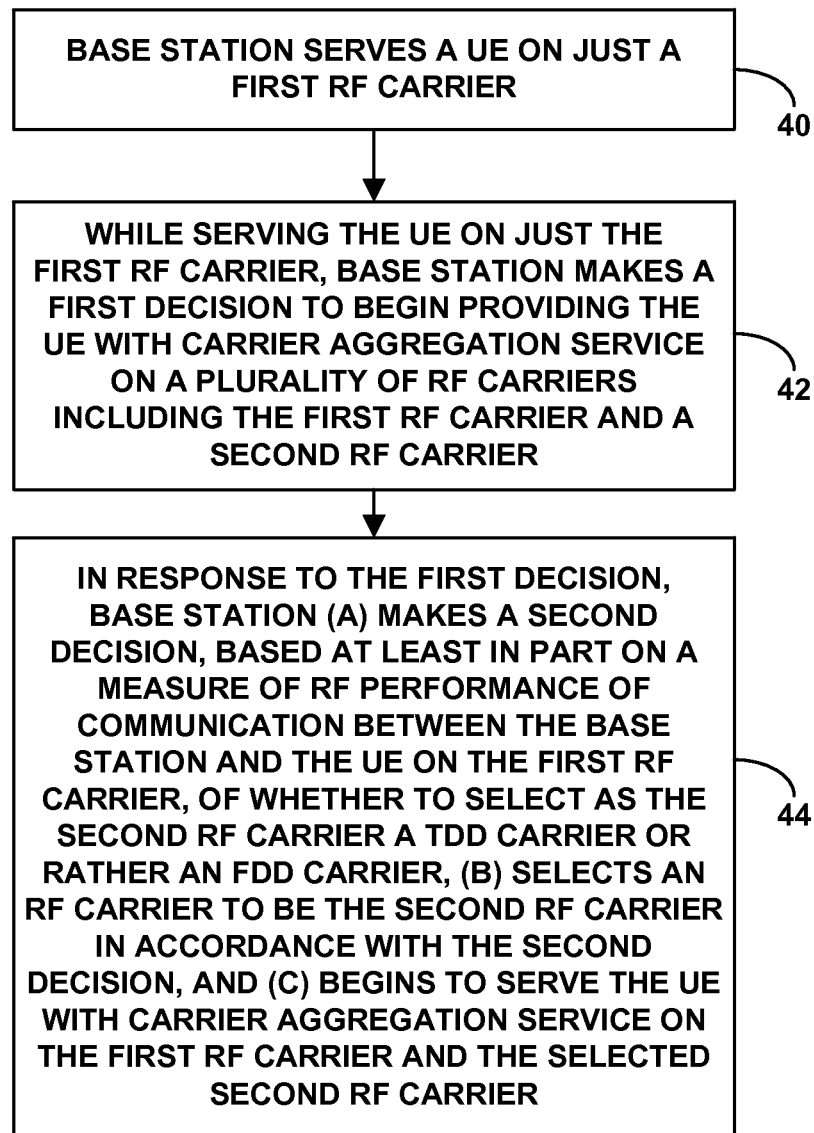 BASE STATION SERVES A UE ON JUST A
FIRST RF CARRIER
40
WHILE SERVING THE UE ON JUST THE
FIRST RF CARRIER, BASE STATION MAKES A
FIRST DECISION TO BEGIN PROVIDING THE
UE WITH CARRIER AGGREGATION SERVICE
ON A PLURALITY OF RF CARRIERS
INCLUDING THE FIRST RF CARRIER AND A
SECOND RF CARRIER
42
IN RESPONSE TO THE FIRST DECISION,
BASE STATION (A) MAKES A SECOND
DECISION, BASED AT LEAST IN PART ON A
MEASURE OF RF PERFORMANCE OF
COMMUNICATION BETWEEN THE BASE
STATION AND THE UE ON THE FIRST RF
CARRIER, OF WHETHER TO SELECT AS THE
SECOND RF CARRIER A TDD CARRIER OR
RATHER AN FDD CARRIER, (B) SELECTS AN
RF CARRIER TO BE THE SECOND RF CARRIER
IN ACCORDANCE WITH THE SECOND
DECISION, AND (C) BEGINS TO SERVE THE UE
WITH CARRIER AGGREGATION SERVICE ON
THE FIRST RF CARRIER AND THE SELECTED
SECOND RF CARRIER
44